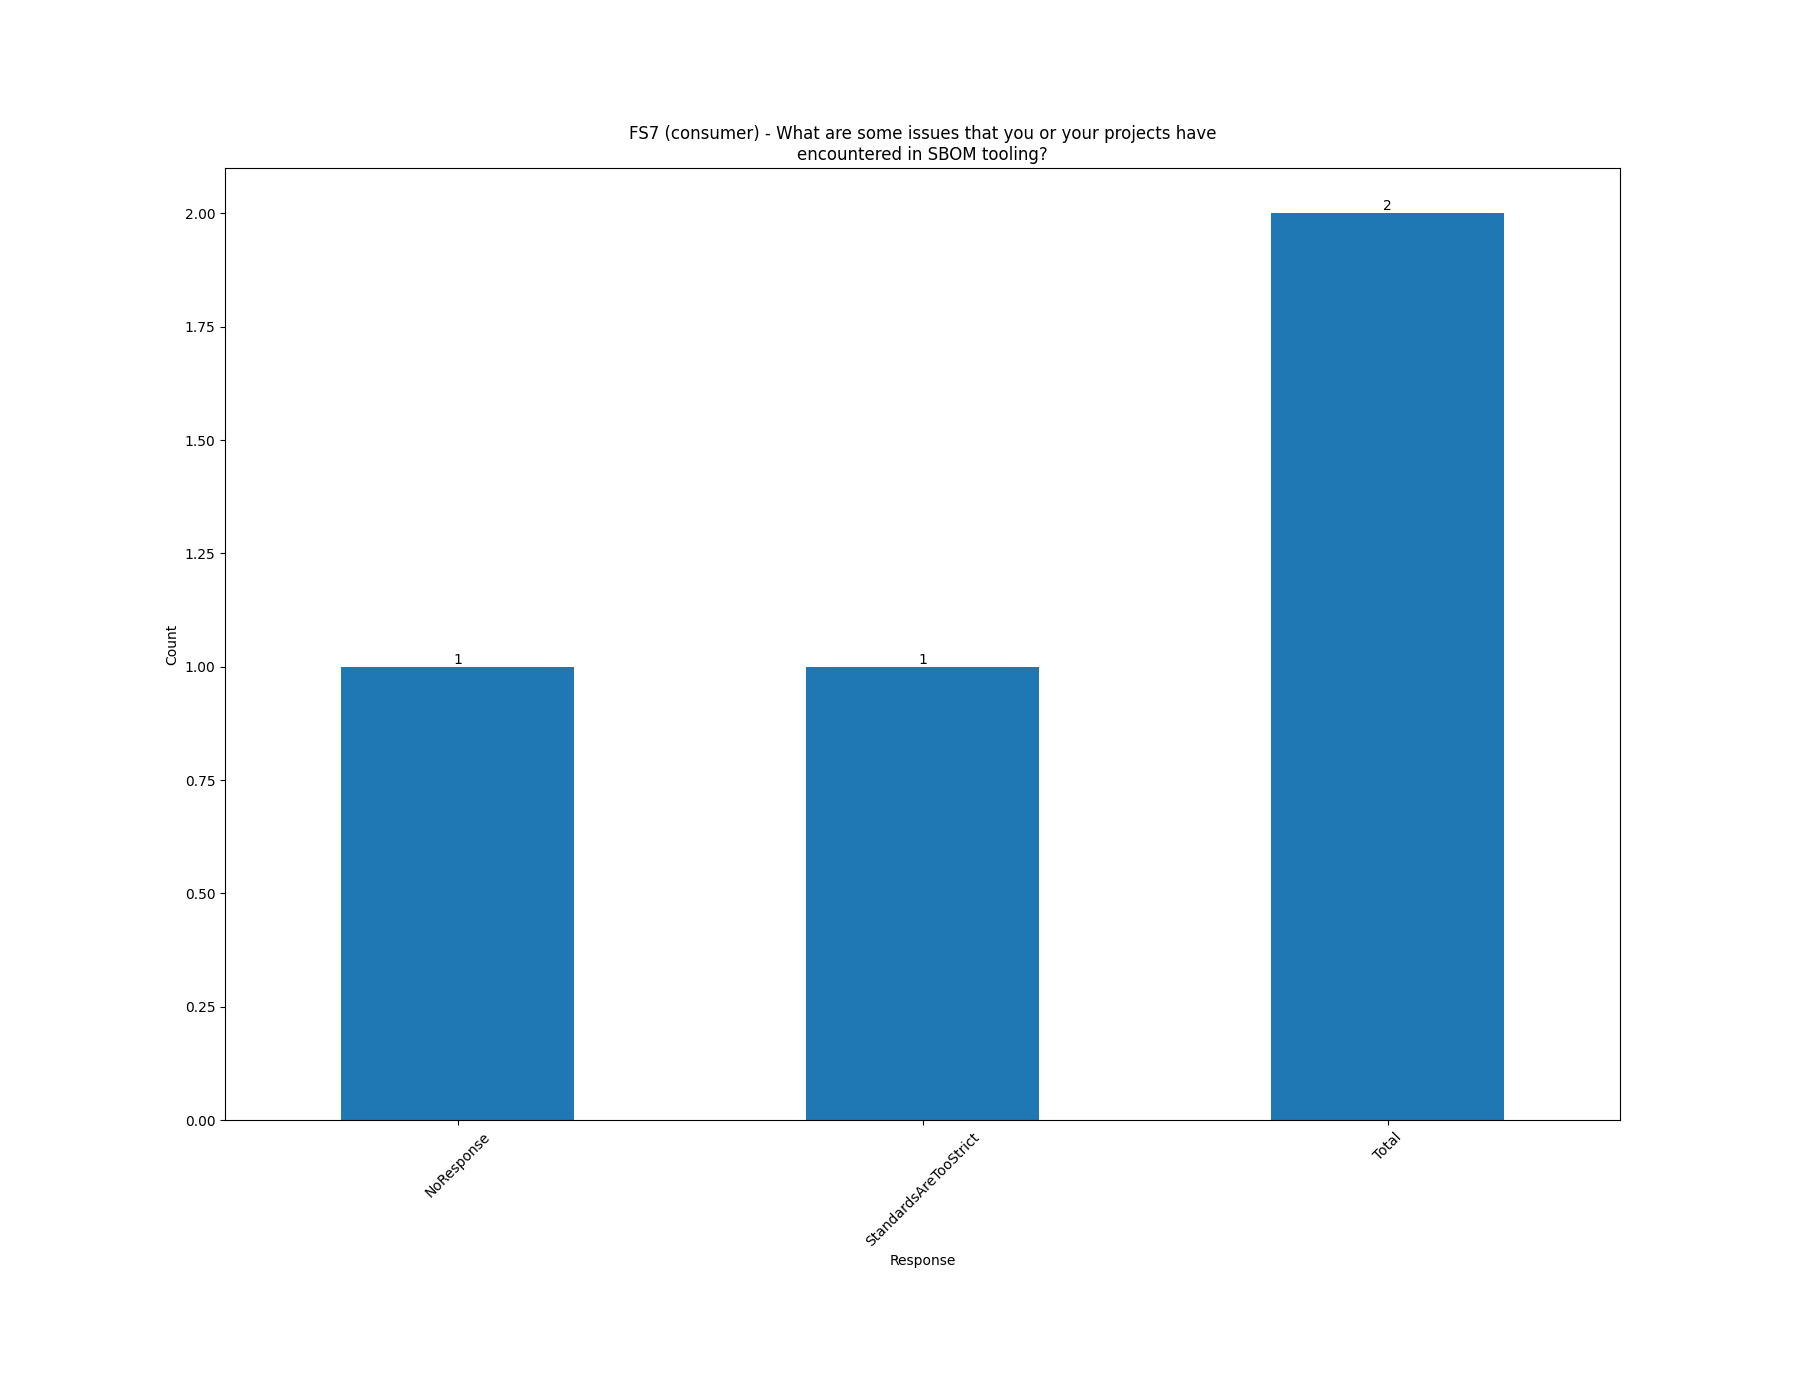 FS7 (consumer) - What are some issues that you or your projects have
encountered in SBOM tooling?
2.00
1.75
1.50
1.25
1.00
0.75
0.50
0.25
0.00
Count
1
1
2
NoResponse
StandardsAreTooStrict
Total
Response